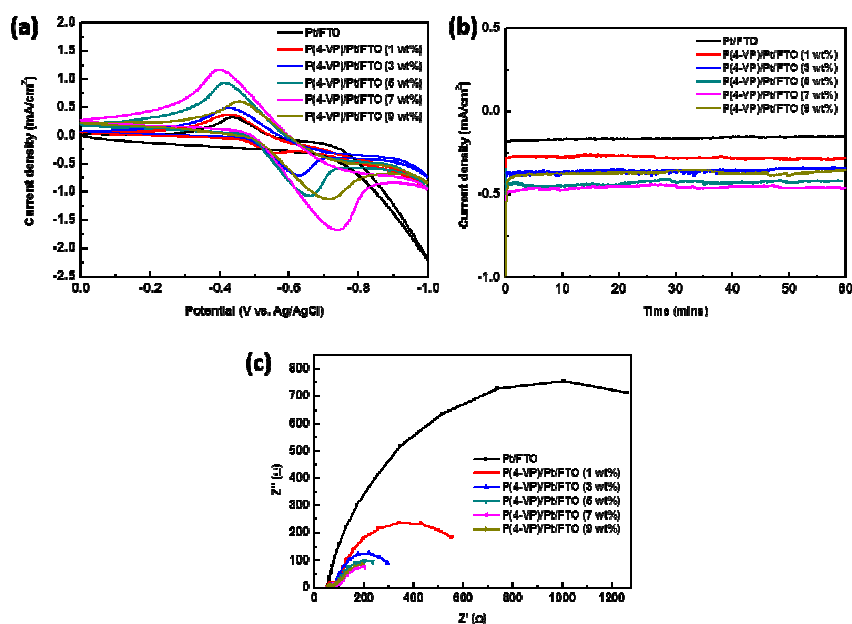 (a)
2.0
1.5
1.0
0.5
0.0
-0.5
-1.0
-1.5
-2.0
-2.5
Current density (mA/cm²)
Pt/FTO
P(4-VP)/Pt/FTO (1 wt%)
P(4-VP)/Pt/FTO (3 wt%)
P(4-VP)/Pt/FTO (5 wt%)
P(4-VP)/Pt/FTO (7 wt%)
P(4-VP)/Pt/FTO (9 wt%)
0.0 -0.2 -0.4 -0.6 -0.8 -1.0
Potential (V vs. Ag/AgCl)
(b)
0.5
0.0
-0.5
-1.0
Current density (mA/cm²)
Pt/FTO
P(4-VP)/Pt/FTO (1 wt%)
P(4-VP)/Pt/FTO (3 wt%)
P(4-VP)/Pt/FTO (5 wt%)
P(4-VP)/Pt/FTO (7 wt%)
P(4-VP)/Pt/FTO (9 wt%)
0 10 20 30 40 50 60
Time (mins)
(c)
800
700
600
500
400
300
200
100
0
Z'' (Ω)
Pt/FTO
P(4-VP)/Pt/FTO (1 wt%)
P(4-VP)/Pt/FTO (3 wt%)
P(4-VP)/Pt/FTO (5 wt%)
P(4-VP)/Pt/FTO (7 wt%)
P(4-VP)/Pt/FTO (9 wt%)
0 200 400 600 800 1000 1200
Z' (Ω)